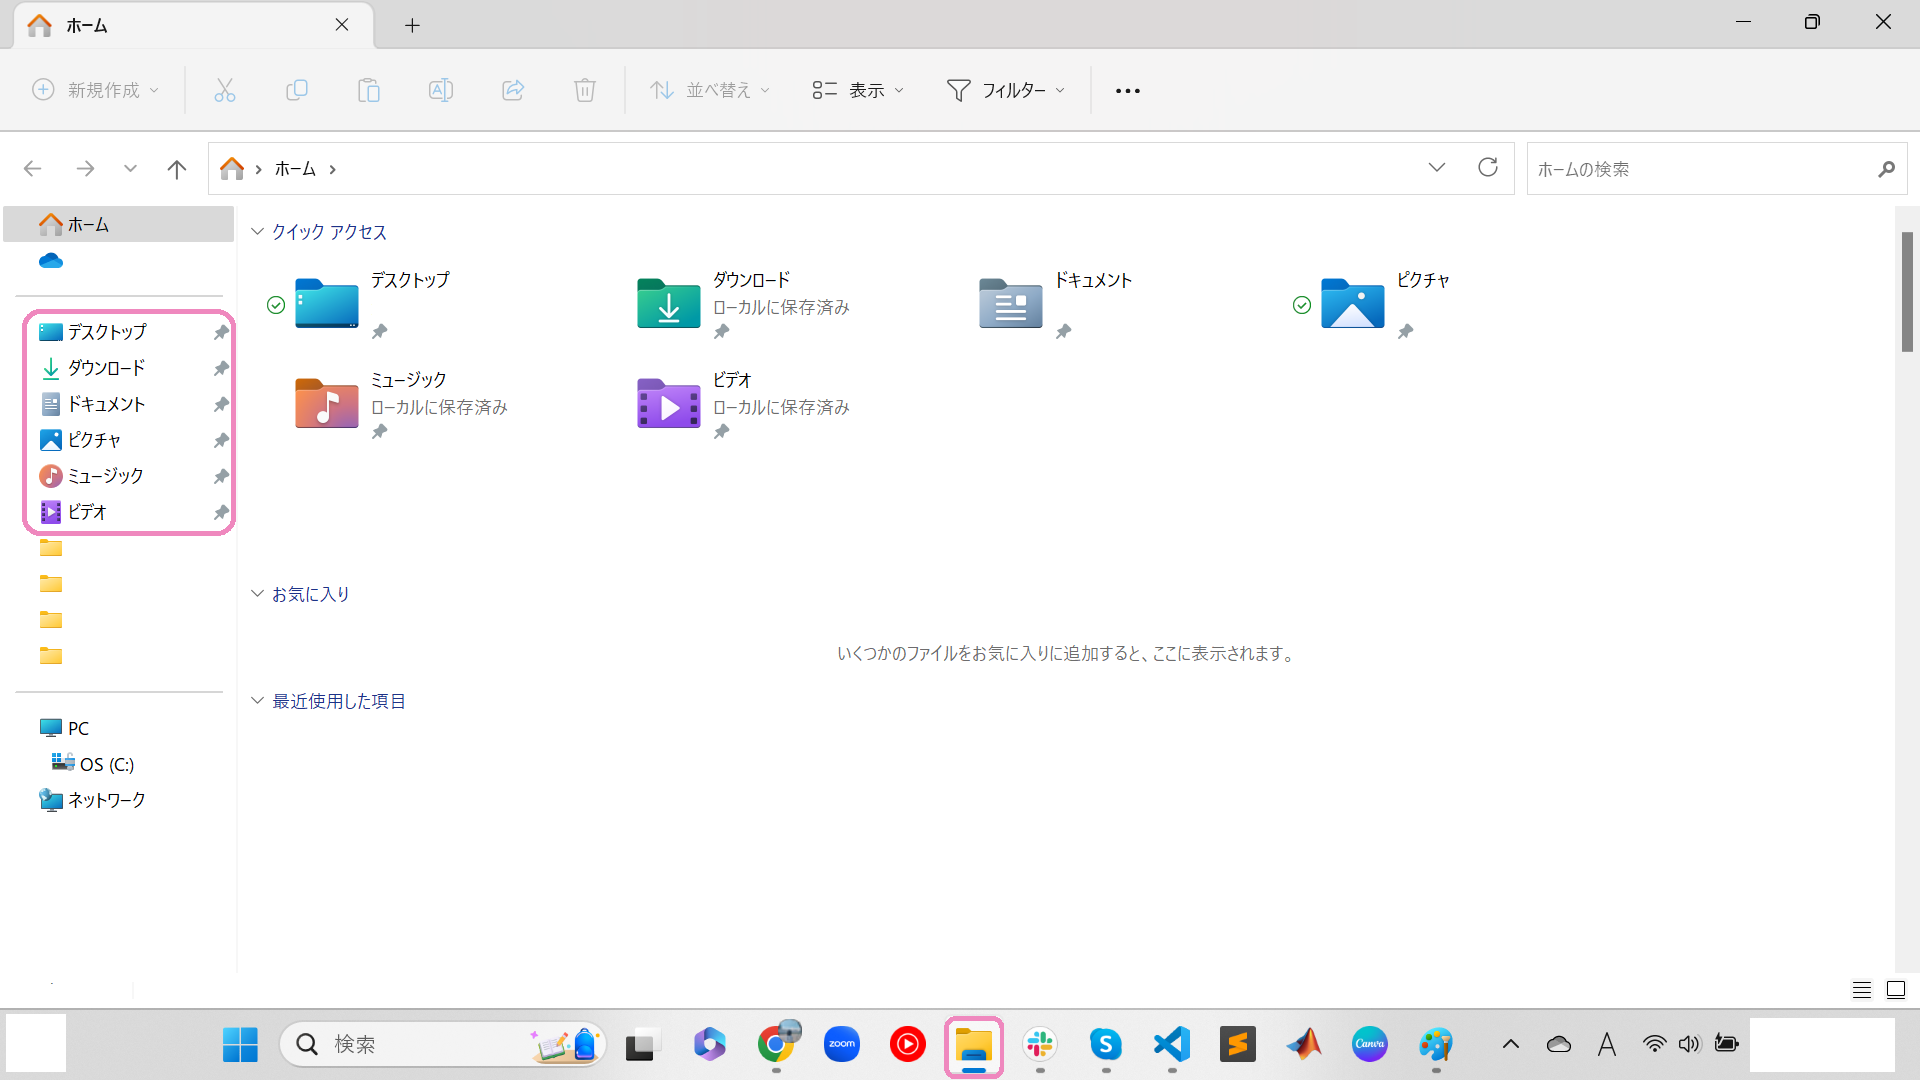 ホーム
新規作成
並べ替え
表示
フィルター
ホーム
ホームの検索
ホーム
デスクトップ
ダウンロード
ドキュメント
ピクチャ
ミュージック
ビデオ
PC
OS (C:)
ネットワーク
クイック アクセス
デスクトップ
ダウンロード
ローカルに保存済み
ドキュメント
ピクチャ
ミュージック
ローカルに保存済み
ビデオ
ローカルに保存済み
お気に入り
いくつかのファイルをお気に入りに追加すると、ここに表示されます。
最近使用した項目
検索
zoom
S
Canva
A